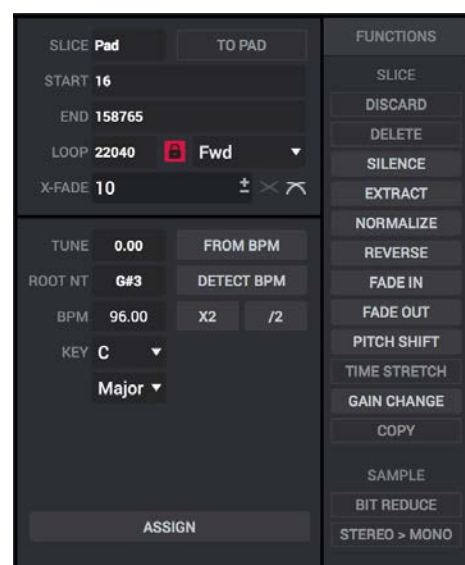 SLICE Pad TO PAD
START 16
END 158765
LOOP 22040 Fwd
X-FADE 10
TUNE 0.00 FROM BPM
ROOT NT G#3 DETECT BPM
BPM 96.00 X2 /2
KEY C
Major
ASSIGN
FUNCTIONS
SLICE
DISCARD
DELETE
SILENCE
EXTRACT
NORMALIZE
REVERSE
FADE IN
FADE OUT
PITCH SHIFT
TIME STRETCH
GAIN CHANGE
COPY
SAMPLE
BIT REDUCE
STEREO > MONO